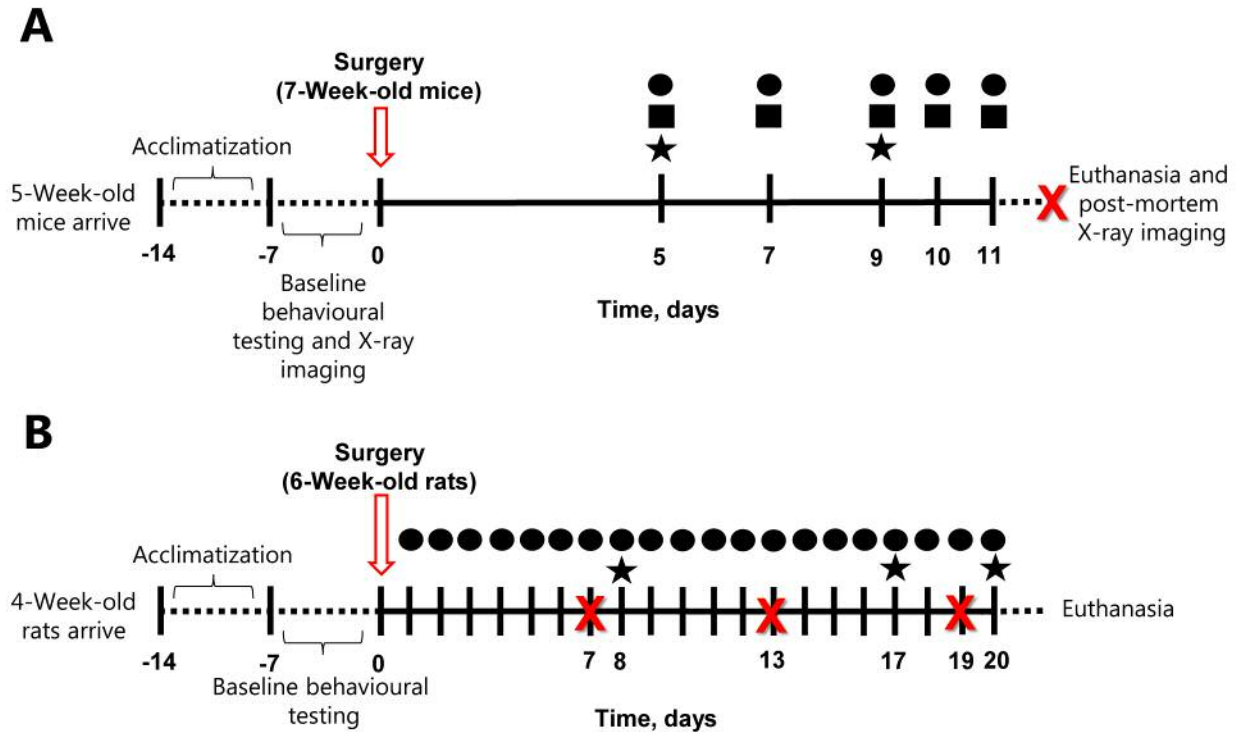 A
Surgery
(7-Week-old mice)
Acclimatization
5-Week-old
mice arrive
Euthanasia and
post-mortem
X-ray imaging
X
-14
-7
0
5
7
9
10
11
Baseline
behavioural
testing and X-ray
imaging
Time, days
B
Surgery
(6-Week-old rats)
Acclimatization
4-Week-old
rats arrive
X
X
X
Euthanasia
-14
-7
0
7
8
13
17
19
20
Baseline behavioural
testing
Time, days